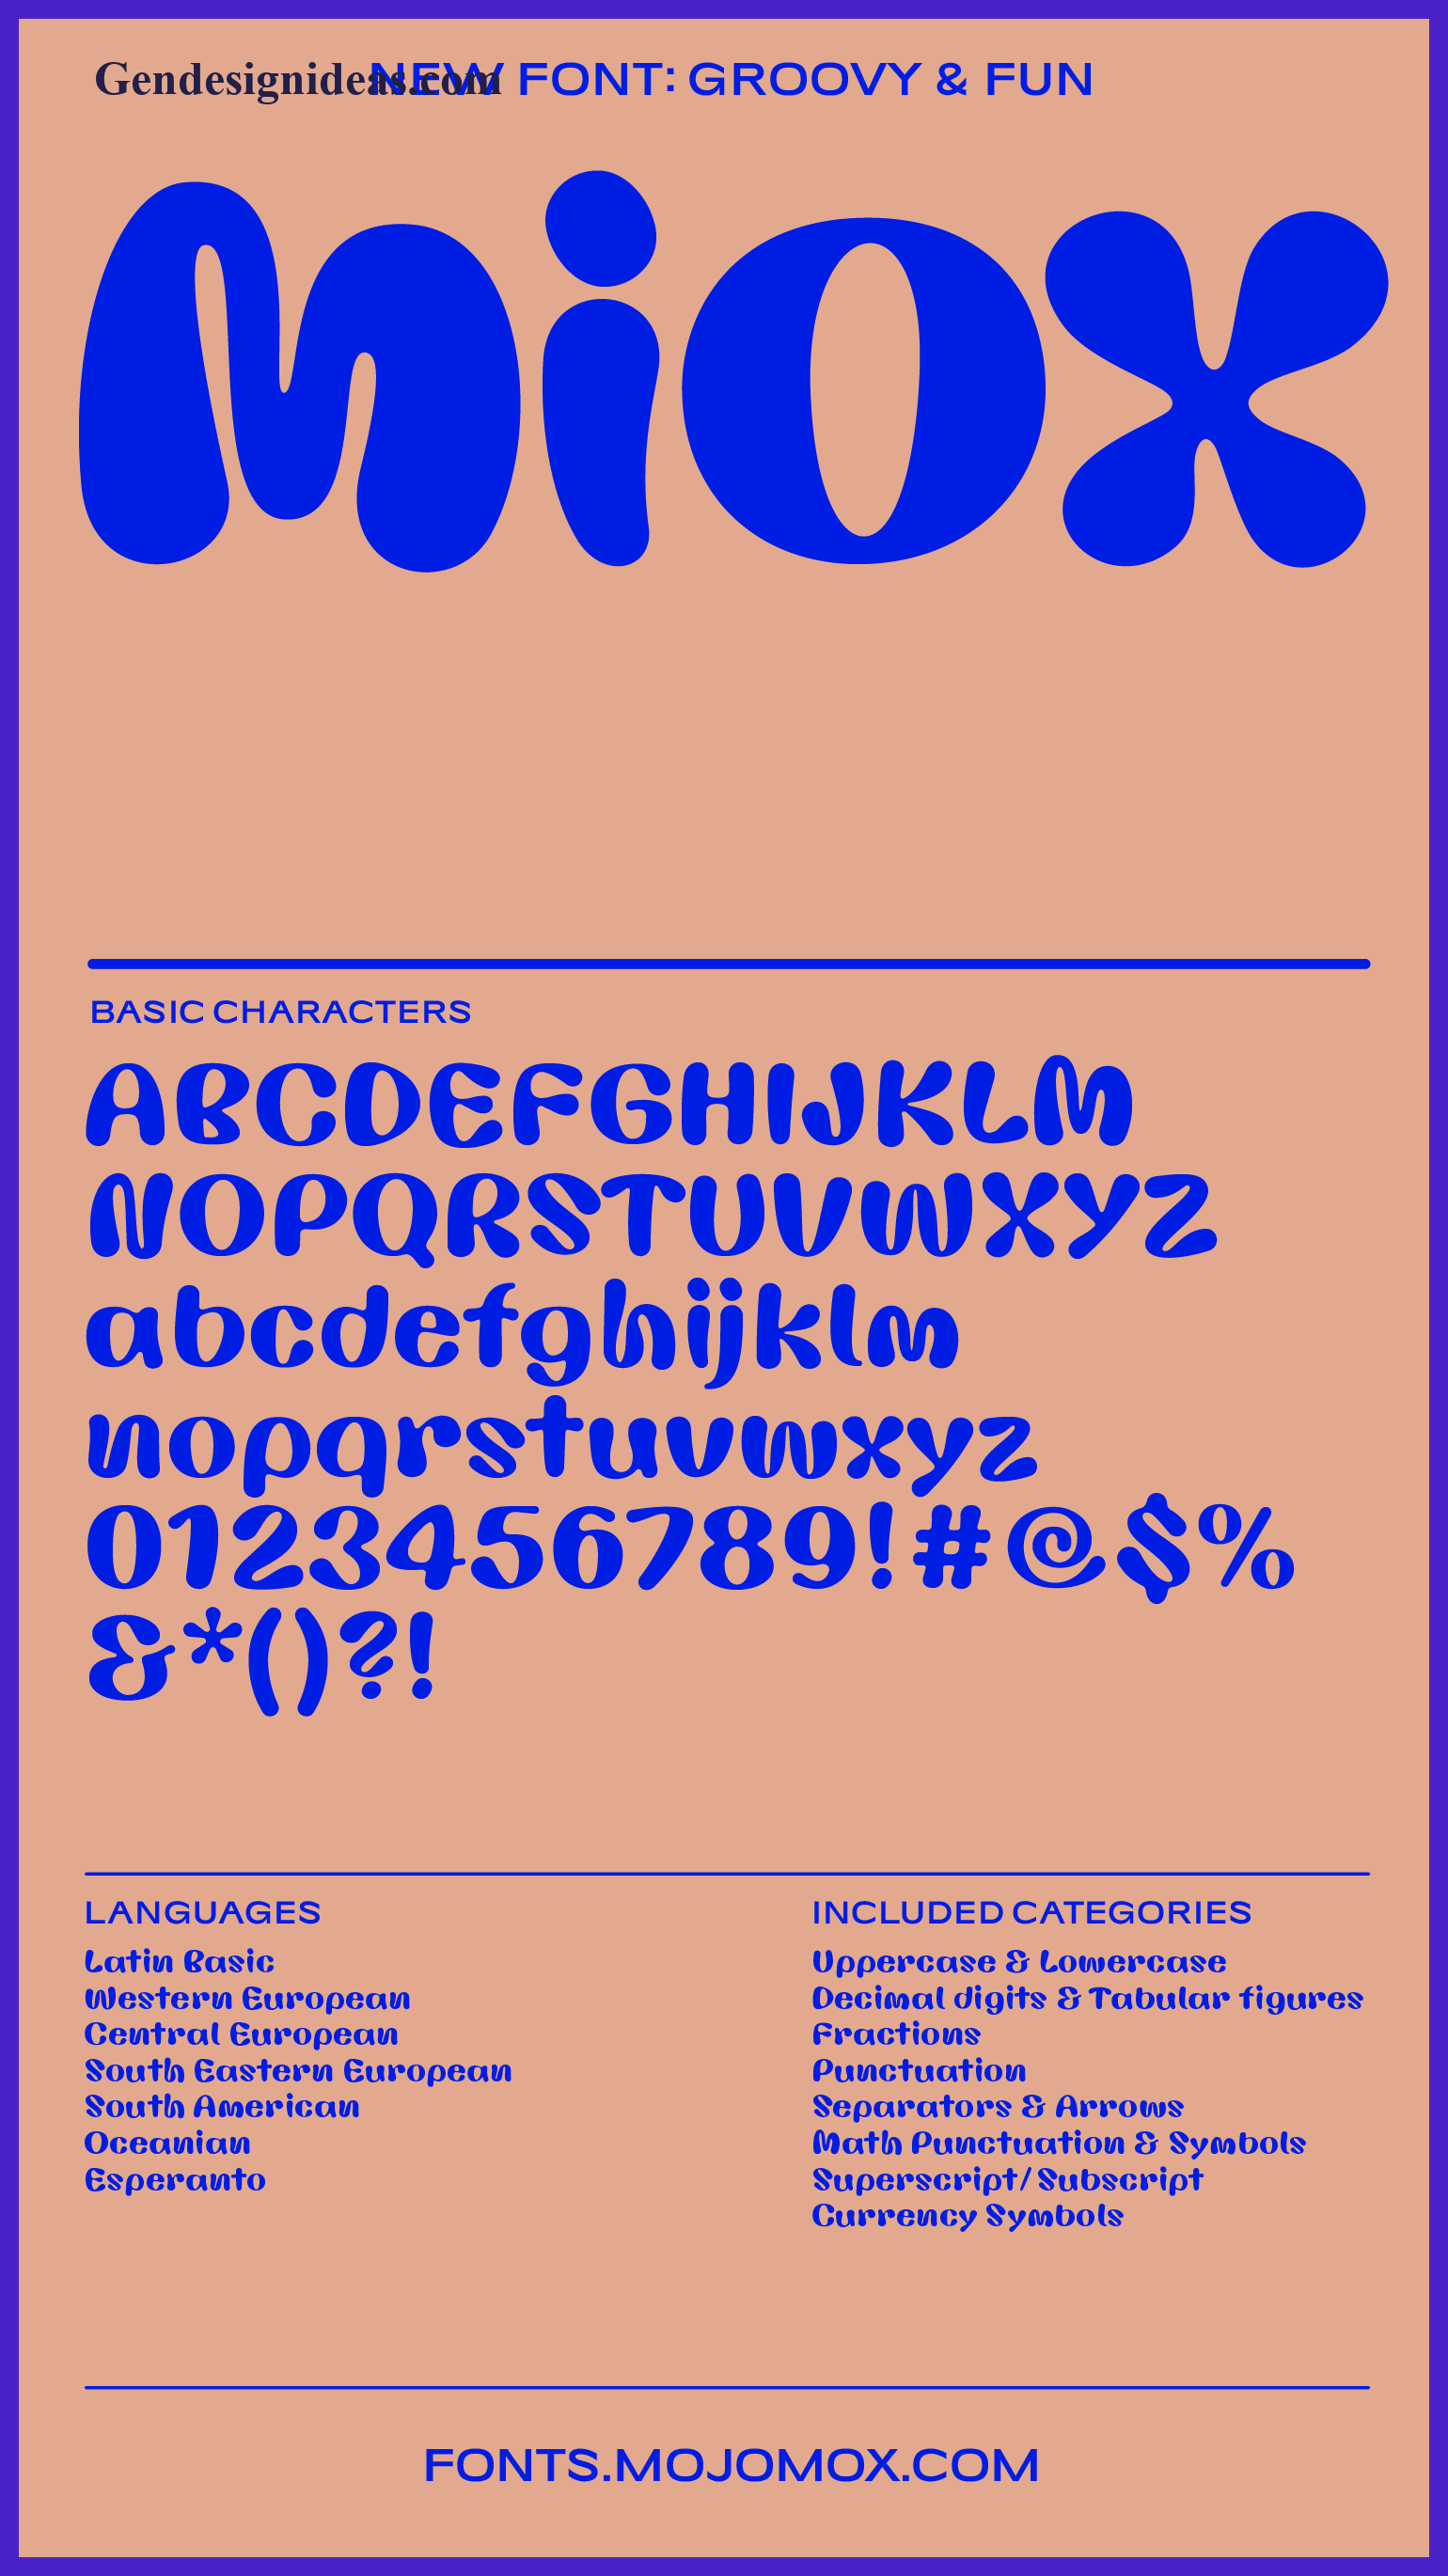 Gendesignideas.com
NEW FONT: GROOVY & FUN
Miox
BASIC CHARACTERS
ABCDEFGHIJKLM
NOPQRSTUVWXYZ
abcdefghijklm
nopqrstuvwxyz
0123456789!#@$%
&*()?!
LANGUAGES
Latin Basic
Western European
Central European
South Eastern European
South American
Oceanian
Esperanto
INCLUDED CATEGORIES
Uppercase & Lowercase
Decimal digits & Tabular figures
Fractions
Punctuation
Separators & Arrows
Math Punctuation & Symbols
Superscript/Subscript
Currency Symbols
FONTS.MOJOMOX.COM